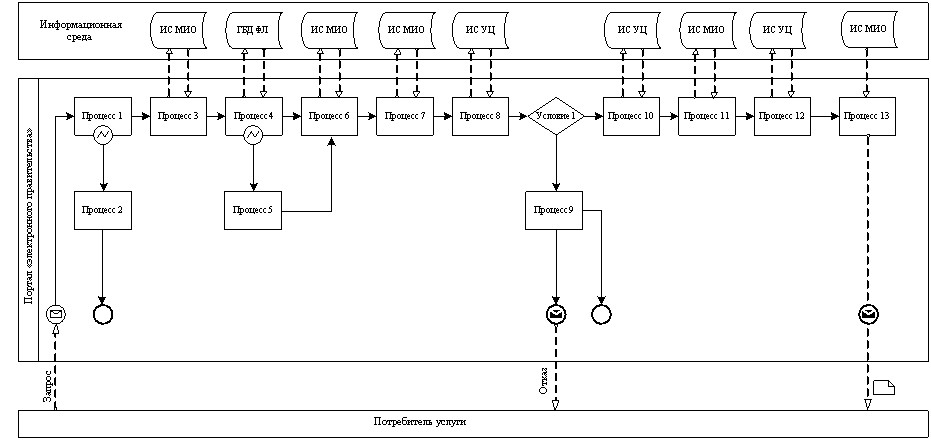 Информационная
среда
ИС МИО
ГБД ФЛ
ИС МИО
ИС МИО
ИС УЦ
ИС УЦ
ИС МИО
ИС УЦ
ИС МИО
Портал «электронного правительства»
Процесс 1
Процесс 3
Процесс 4
Процесс 6
Процесс 7
Процесс 8
Условие 1
Процесс 10
Процесс 11
Процесс 12
Процесс 13
Процесс 2
Процесс 5
Процесс 9
Запрос
Отказ
Потребитель услуги